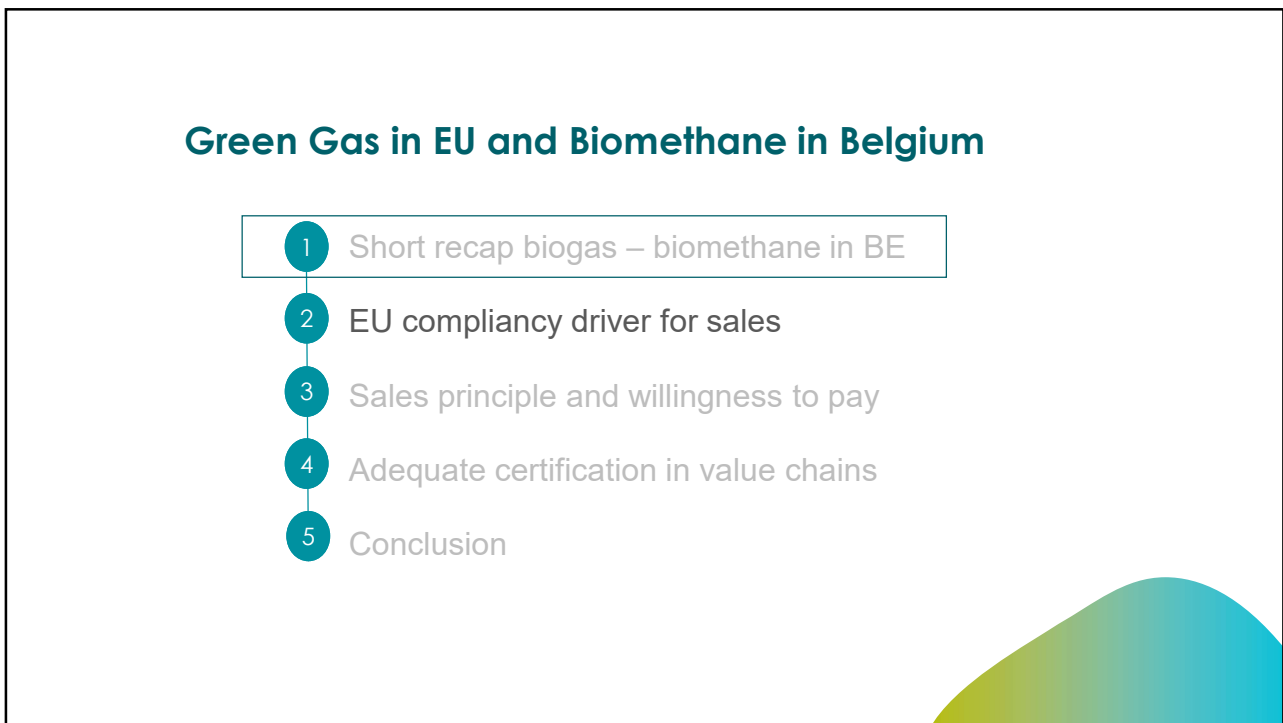 Green Gas in EU and Biomethane in Belgium
1 Short recap biogas – biomethane in BE
2 EU compliancy driver for sales
3 Sales principle and willingness to pay
4 Adequate certification in value chains
5 Conclusion